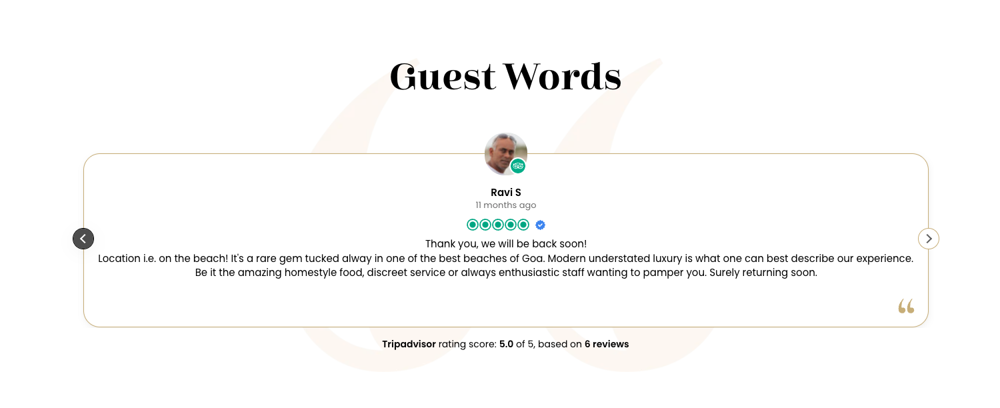 Guest Words
Ravi S
11 months ago
Thank you, we will be back soon!
Location i.e. on the beach! It's a rare gem tucked alway in one of the best beaches of Goa. Modern understated luxury is what one can best describe our experience.
Be it the amazing homestyle food, discreet service or always enthusiastic staff wanting to pamper you. Surely returning soon.
Tripadvisor rating score: 5.0 of 5, based on 6 reviews